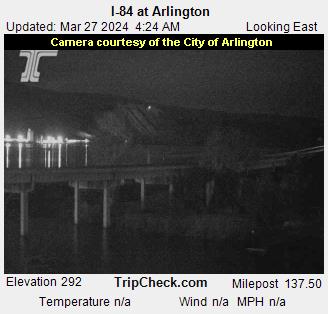 I-84 at Arlington
Updated: Mar 27 2024 4:24 AM Looking East
Camera courtesy of the City of Arlington
Elevation 292 TripCheck.com Milepost 137.50
Temperature n/a Wind n/a MPH n/a